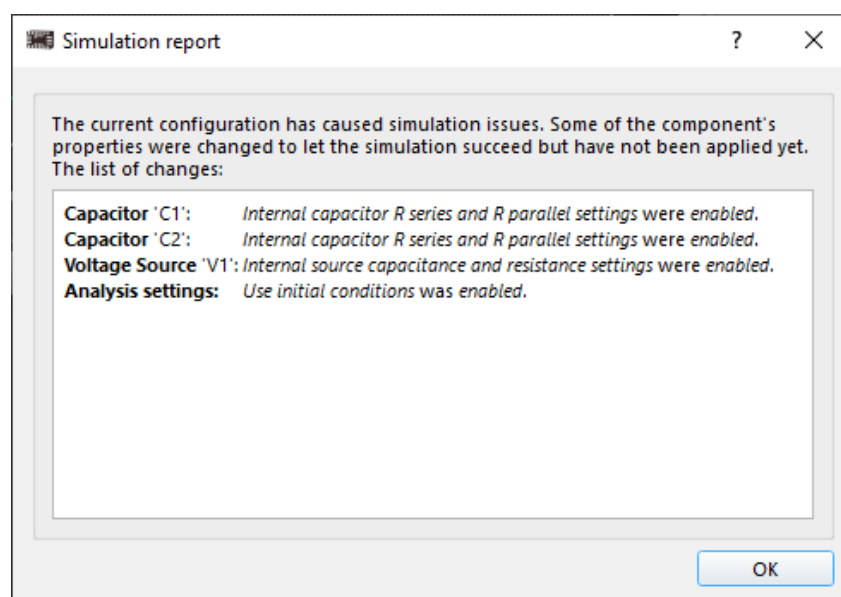 Simulation report
The current configuration has caused simulation issues. Some of the component's
properties were changed to let the simulation succeed but have not been applied yet.
The list of changes:
Capacitor 'C1': Internal capacitor R series and R parallel settings were enabled.
Capacitor 'C2': Internal capacitor R series and R parallel settings were enabled.
Voltage Source 'V1': Internal source capacitance and resistance settings were enabled.
Analysis settings: Use initial conditions was enabled.
OK